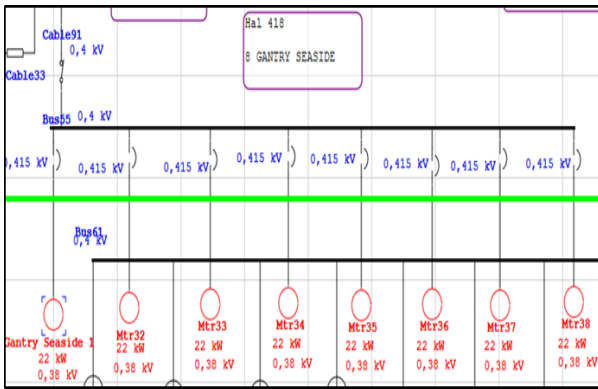 Hal 418
8 GANTRY SEASIDE
Cable91
0,4 kV
Cable33
Bus55 0,4 kV
0,415 kV 0,415 kV 0,415 kV 0,415 kV 0,415 kV 0,415 kV 0,415 kV 0,415 kV
Bus61
0,4 kV
Gantry Seaside 1 Mtr32 Mtr33 Mtr34 Mtr35 Mtr36 Mtr37 Mtr38
22 kW 22 kW 22 kW 22 kW 22 kW 22 kW 22 kW 22 kW
0,38 kV 0,38 kV 0,38 kV 0,38 kV 0,38 kV 0,38 kV 0,38 kV 0,38 kV